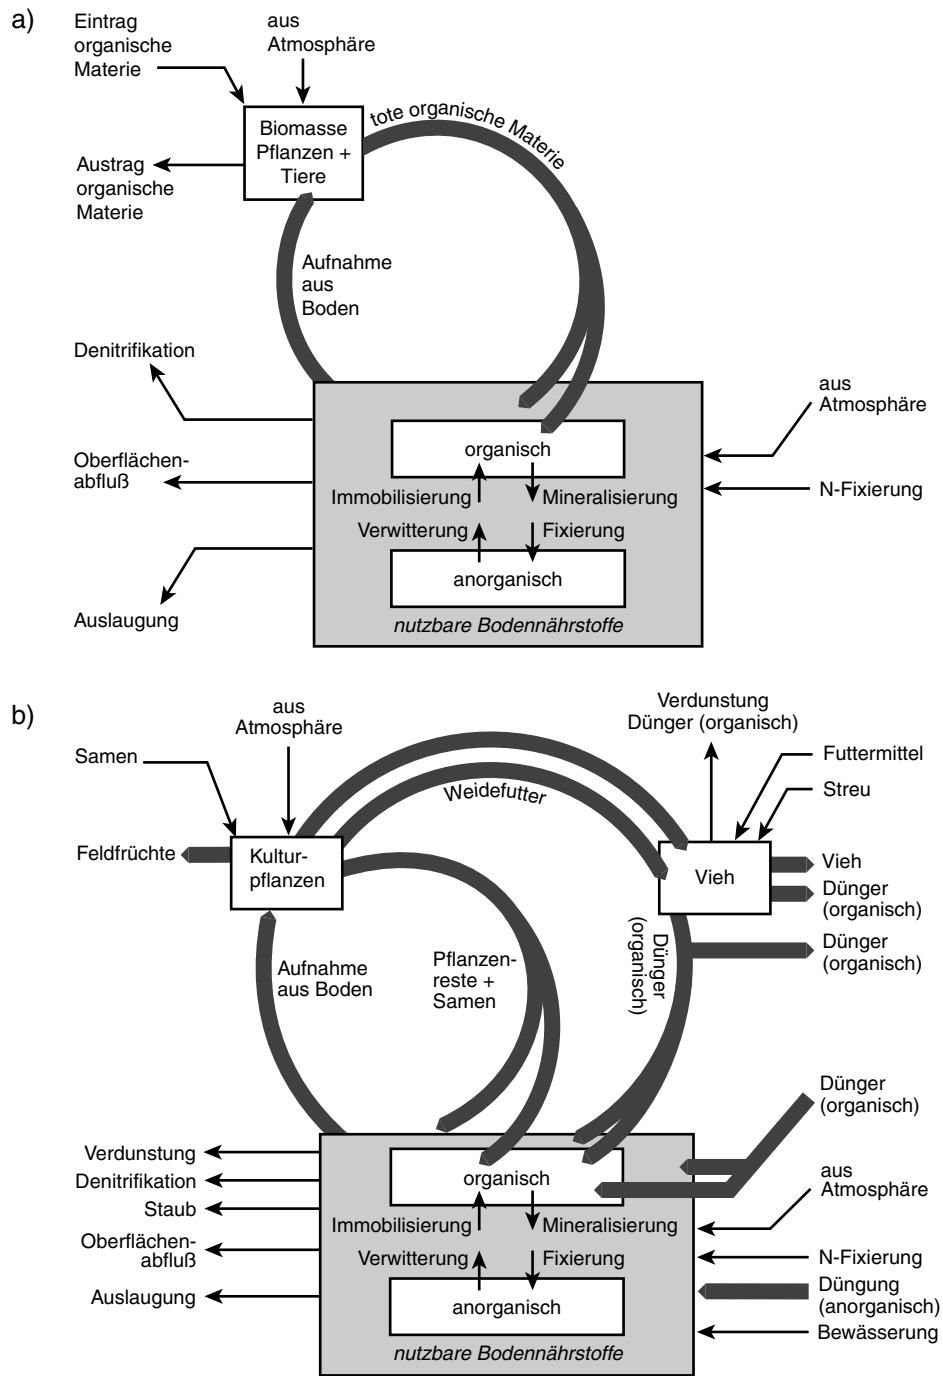 a)
Eintrag
organische
Materie
aus
Atmosphäre
tote organische Materie
Biomasse
Pflanzen +
Tiere
Austrag
organische
Materie
Aufnahme
aus
Boden
Denitrifikation
aus
Atmosphäre
Oberflächen-
abfluß
organisch
N-Fixierung
Immobilisierung
Mineralisierung
Verwitterung
Fixierung
anorganisch
Auslaugung
nutzbare Bodennährstoffe
b)
aus
Atmosphäre
Verdunstung
Dünger (organisch)
Samen
Futtermittel
Streu
Weidefutter
Feldfrüchte
Kultur-
pflanzen
Vieh
Vieh
Dünger
(organisch)
Dünger
(organisch)
Dünger
(organisch)
Aufnahme
aus Boden
Pflanzen-
reste +
Samen
Dünger
(organisch)
Verdunstung
Denitrifikation
Staub
Oberflächen-
abfluß
Auslaugung
organisch
aus
Atmosphäre
Immobilisierung
Mineralisierung
Verwitterung
Fixierung
N-Fixierung
anorganisch
Düngung
(anorganisch)
Bewässerung
nutzbare Bodennährstoffe